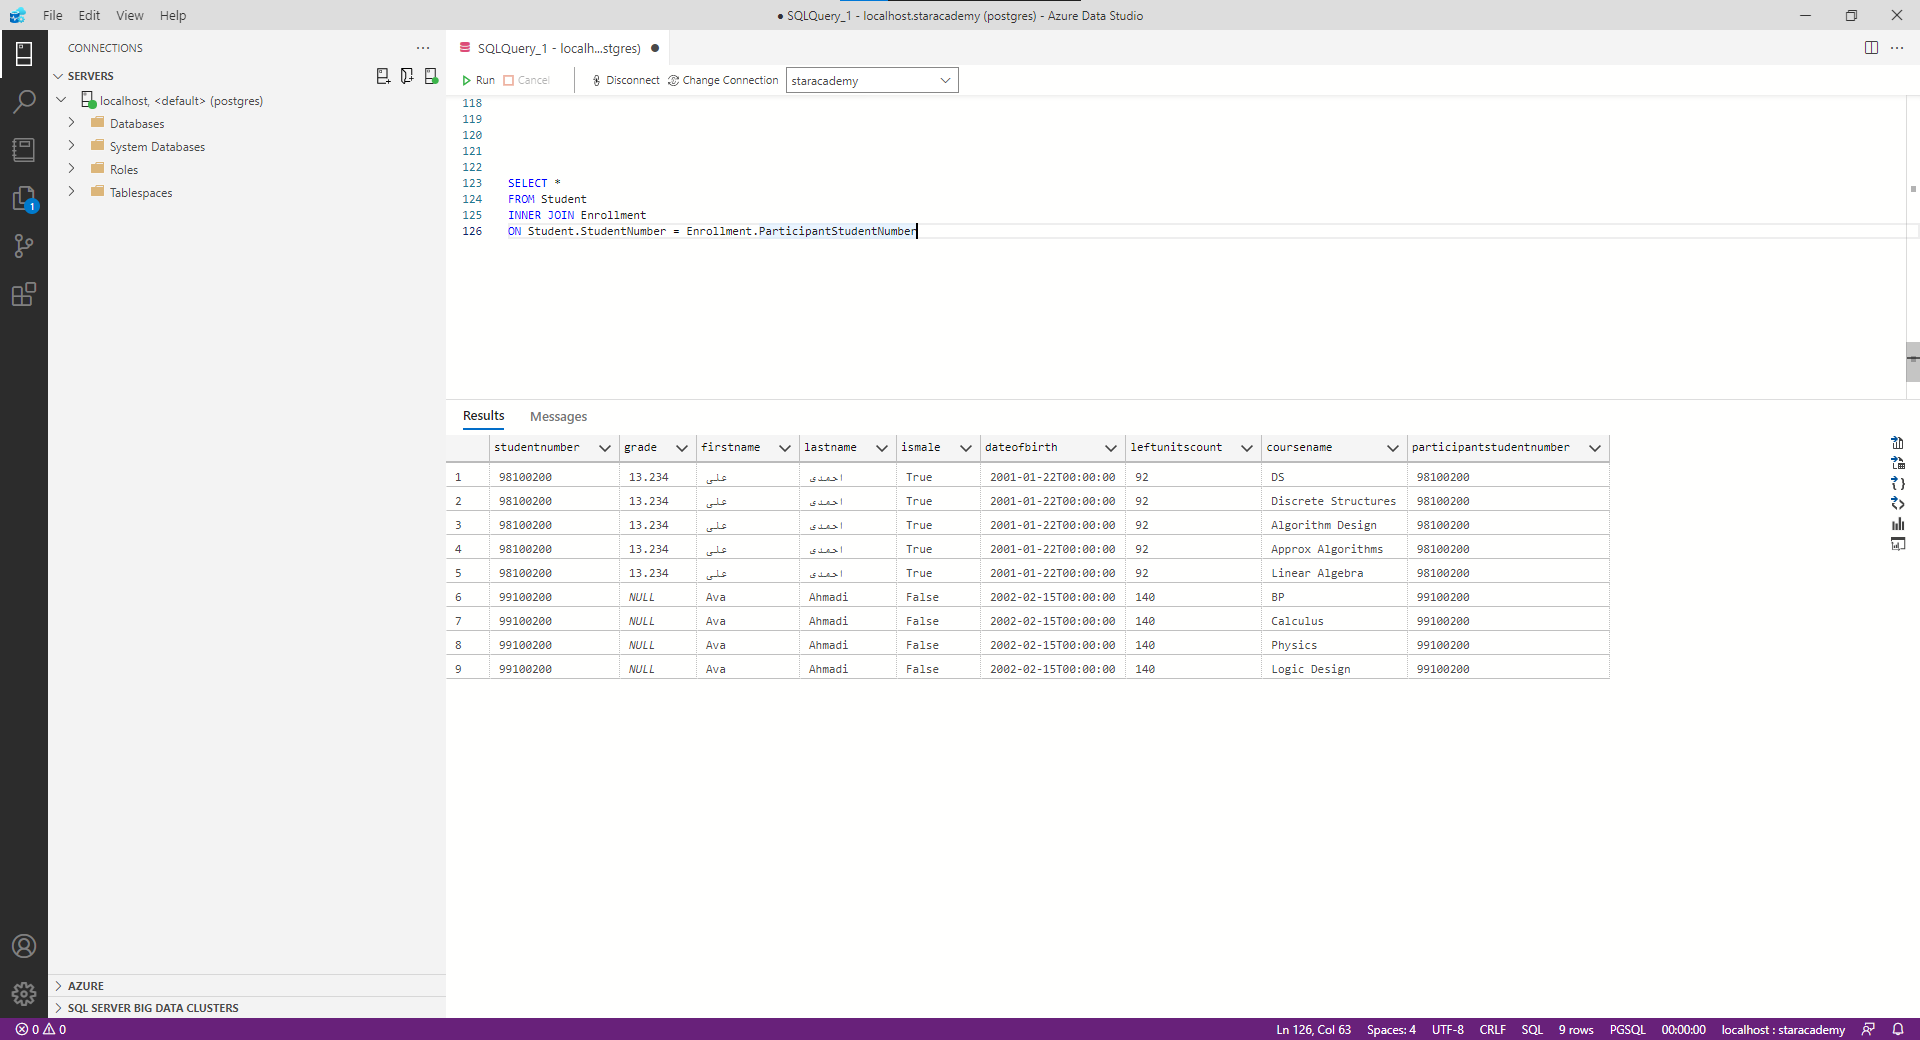 File Edit View Help
● SQLQuery_1 - localhost.staracademy (postgres) - Azure Data Studio
CONNECTIONS
SERVERS
localhost, <default> (postgres)
Databases
System Databases
Roles
Tablespaces
AZURE
SQL SERVER BIG DATA CLUSTERS
SQLQuery_1 - localh...stgres) ●
Run Cancel Disconnect Change Connection staracademy
118
119
120
121
122
123 SELECT *
124 FROM Student
125 INNER JOIN Enrollment
126 ON Student.StudentNumber = Enrollment.ParticipantStudentNumber
Results Messages
studentnumber grade firstname lastname ismale dateofbirth leftunitscount coursename participantstudentnumber
1 98100200 13.234 علی احمدی True 2001-01-22T00:00:00 92 DS 98100200
2 98100200 13.234 علی احمدی True 2001-01-22T00:00:00 92 Discrete Structures 98100200
3 98100200 13.234 علی احمدی True 2001-01-22T00:00:00 92 Algorithm Design 98100200
4 98100200 13.234 علی احمدی True 2001-01-22T00:00:00 92 Approx Algorithms 98100200
5 98100200 13.234 علی احمدی True 2001-01-22T00:00:00 92 Linear Algebra 98100200
6 99100200 NULL Ava Ahmadi False 2002-02-15T00:00:00 140 BP 99100200
7 99100200 NULL Ava Ahmadi False 2002-02-15T00:00:00 140 Calculus 99100200
8 99100200 NULL Ava Ahmadi False 2002-02-15T00:00:00 140 Physics 99100200
9 99100200 NULL Ava Ahmadi False 2002-02-15T00:00:00 140 Logic Design 99100200
1
0 0 Ln 126, Col 63 Spaces: 4 UTF-8 CRLF SQL 9 rows PGSQL 00:00:00 localhost : staracademy